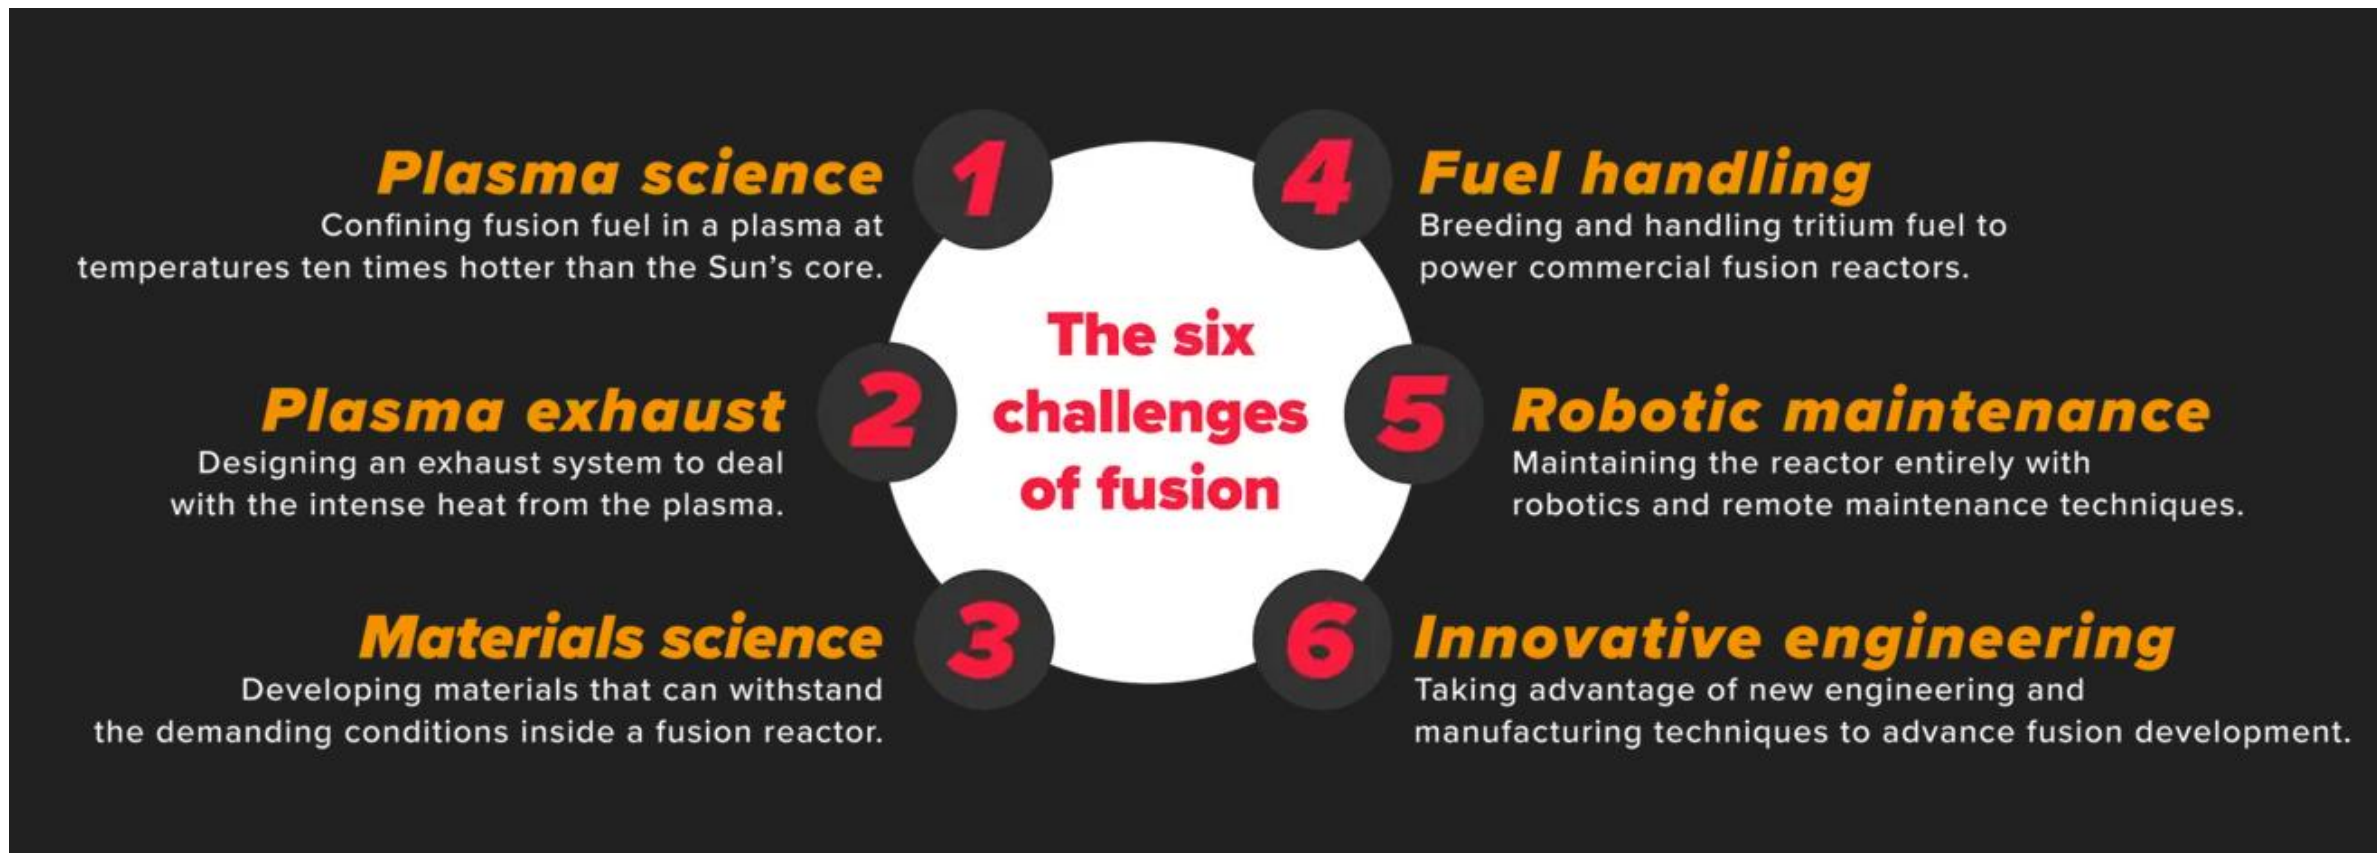 The six
challenges
of fusion
1
Plasma science
Confining fusion fuel in a plasma at
temperatures ten times hotter than the Sun's core.
2
Plasma exhaust
Designing an exhaust system to deal
with the intense heat from the plasma.
3
Materials science
Developing materials that can withstand
the demanding conditions inside a fusion reactor.
4
Fuel handling
Breeding and handling tritium fuel to
power commercial fusion reactors.
5
Robotic maintenance
Maintaining the reactor entirely with
robotics and remote maintenance techniques.
6
Innovative engineering
Taking advantage of new engineering and
manufacturing techniques to advance fusion development.